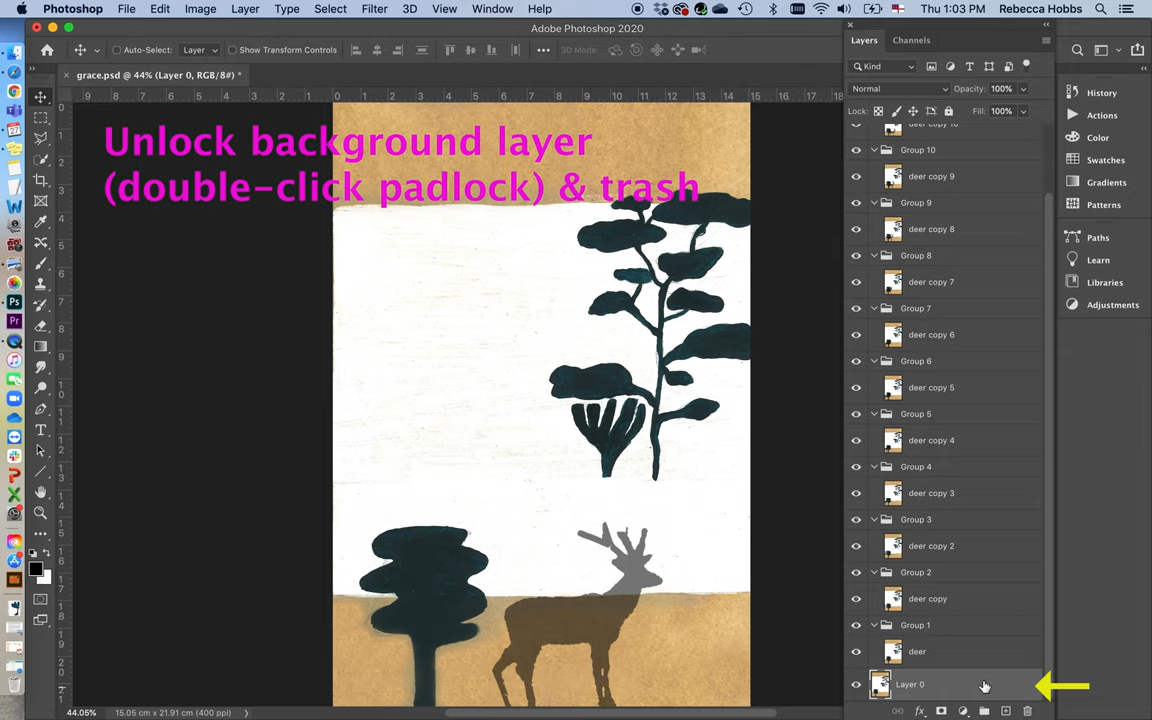 Photoshop File Edit Image Layer Type Select Filter 3D View Plugins Window Help Thu 1:03 PM Rebecca Hobbs
Adobe Photoshop 2020
Auto-Select: Layer Show Transform Controls 3D Mode:
grace.psd @ 44% (Layer 0, RGB/8#) *
Unlock background layer
(double-click padlock) & trash
Layers Channels
Kind
Normal Opacity: 100%
Lock: Fill: 100%
deer copy 10
Group 10
deer copy 9
Group 9
deer copy 8
Group 8
deer copy 7
Group 7
deer copy 6
Group 6
deer copy 5
Group 5
deer copy 4
Group 4
deer copy 3
Group 3
deer copy 2
Group 2
deer copy
Group 1
deer
Layer 0
History
Actions
Color
Swatches
Gradients
Patterns
Paths
Learn
Libraries
Adjustments
44.05% 15.05 cm x 21.91 cm (400 ppi)